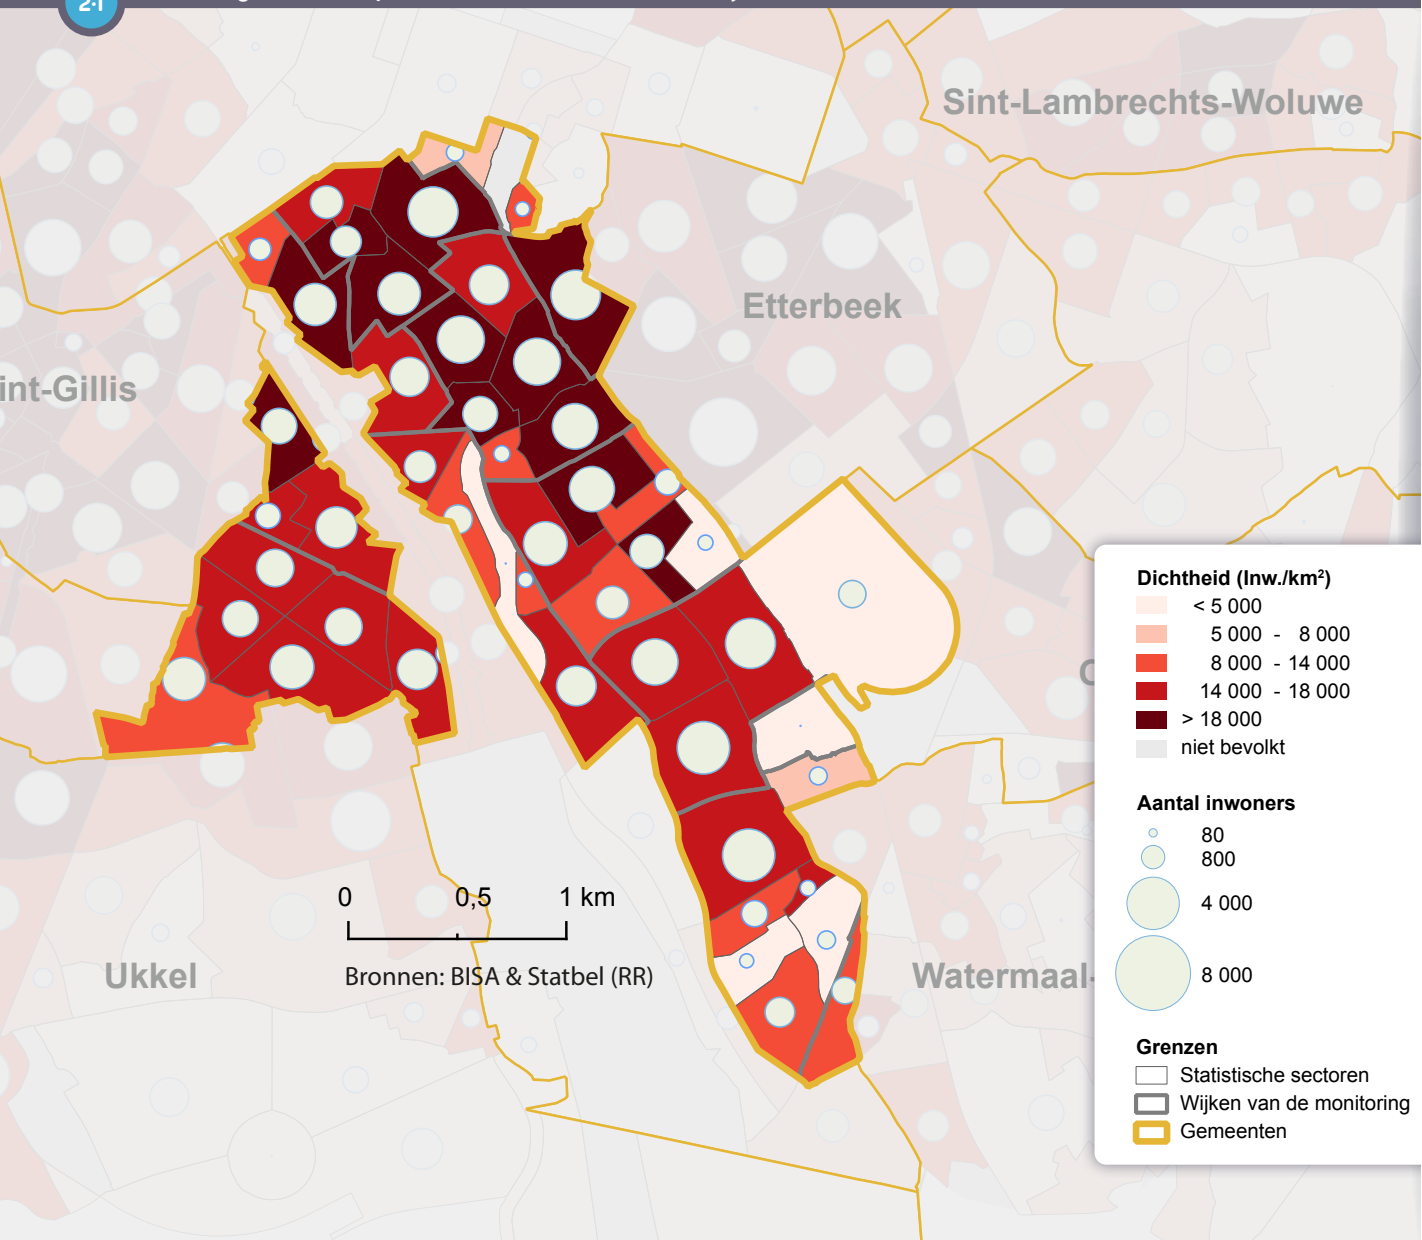 2.1
Sint-Lambrechts-Woluwe
Etterbeek
int-Gillis
Ukkel
Watermaal-
0 0,5 1 km
Bronnen: BISA & Statbel (RR)
Dichtheid (Inw./km²)
< 5 000
5 000 - 8 000
8 000 - 14 000
14 000 - 18 000
> 18 000
niet bevolkt
Aantal inwoners
80
800
4 000
8 000
Grenzen
Statistische sectoren
Wijken van de monitoring
Gemeenten